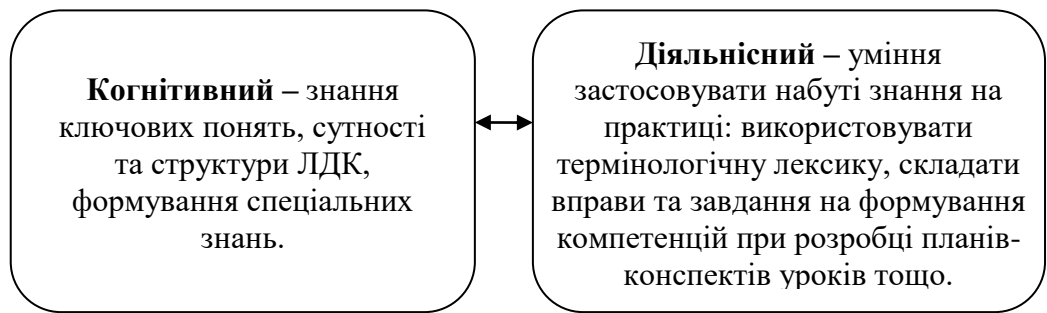 Когнітивний – знання
ключових понять, сутності
та структури ЛДК,
формування спеціальних
знань.
Діяльнісний – уміння
застосовувати набуті знання на
практиці: використовувати
термінологічну лексику, складати
вправи та завдання на формування
компетенцій при розробці планів-
конспектів уроків тощо.